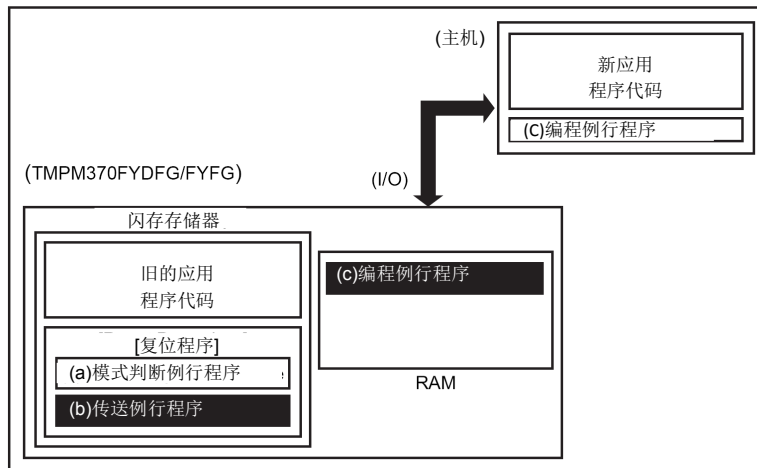 (主机)
新应用
程序代码
(C)编程例行程序
(TMPM370FYDFG/FYFG)
(I/O)
闪存存储器
旧的应用
程序代码
(c)编程例行程序
[复位程序]
(a)模式判断例行程序
(b)传送例行程序
RAM